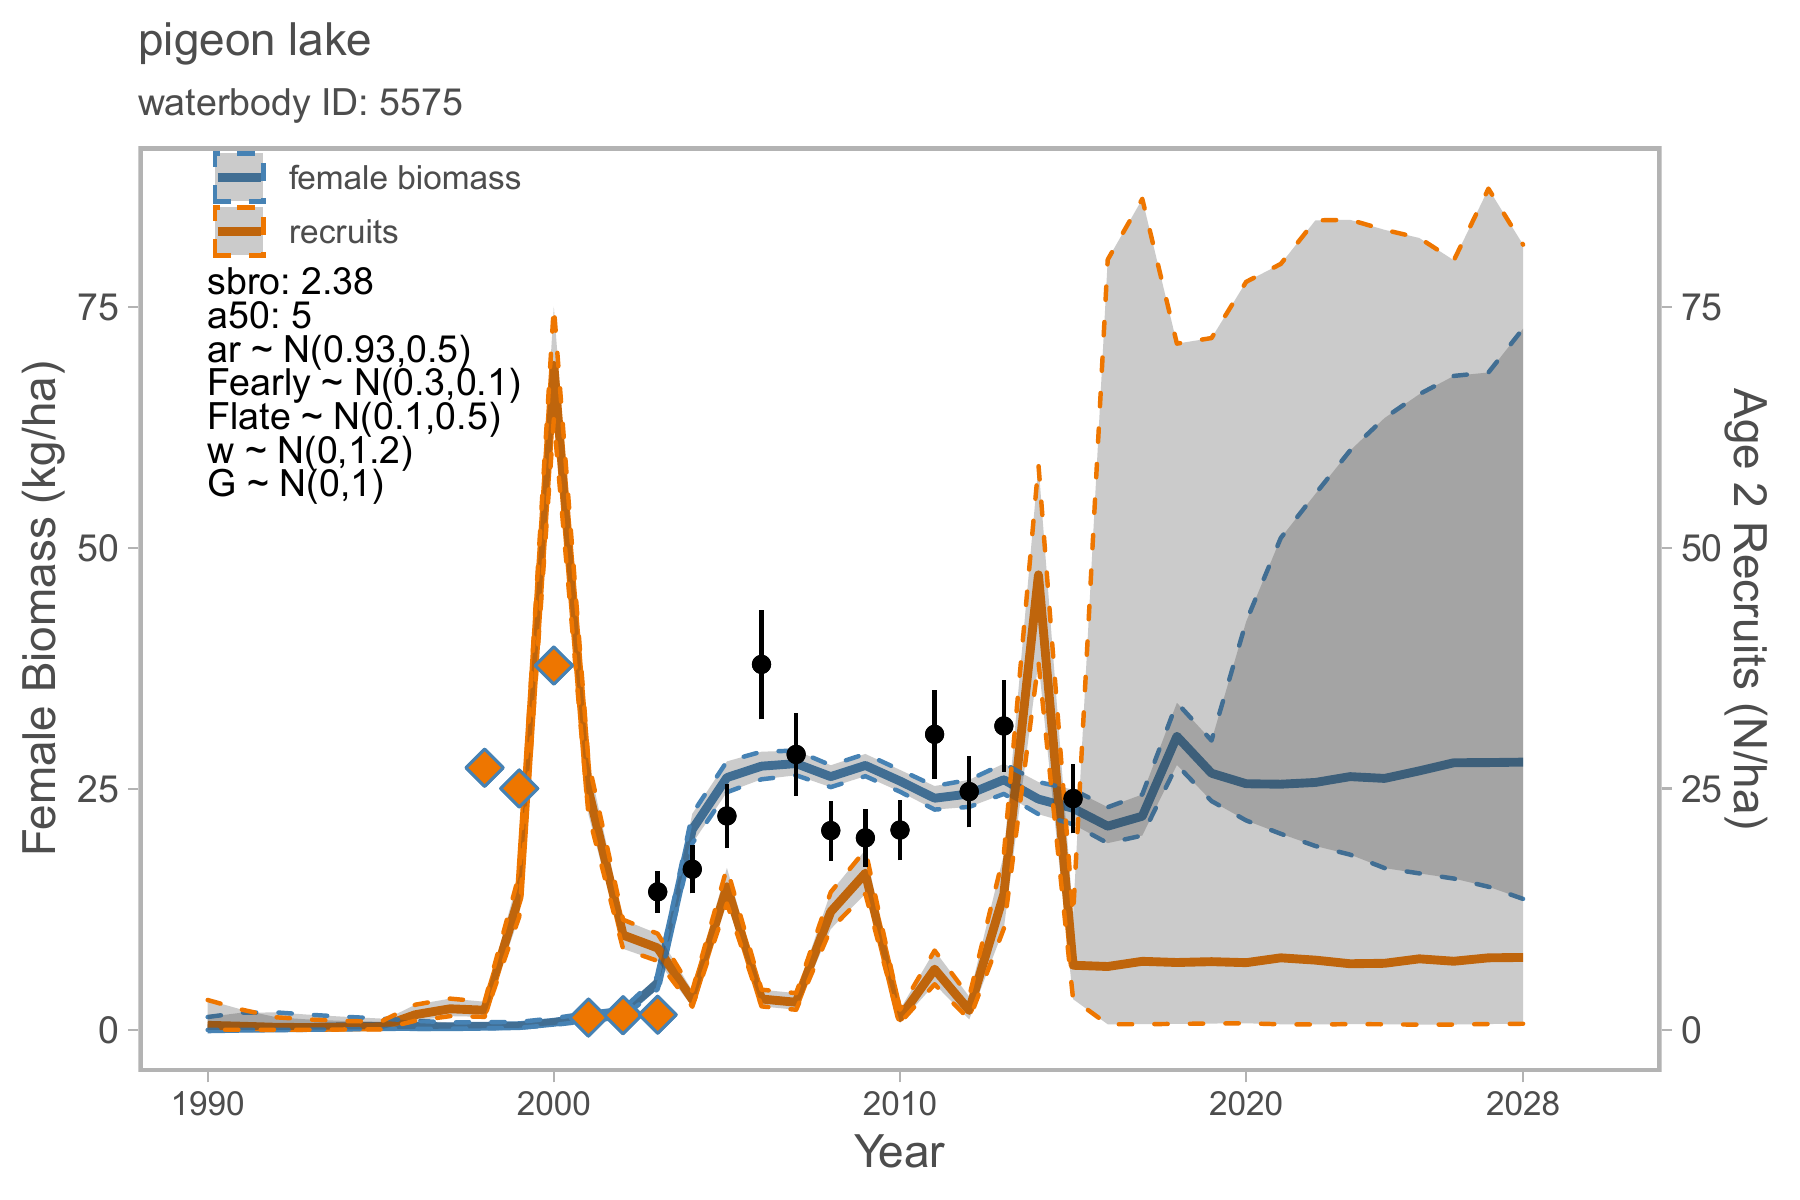 pigeon lake
waterbody ID: 5575
female biomass
recruits
sbro: 2.38
a50: 5
ar ~ N(0.93,0.5)
Fearly ~ N(0.3,0.1)
Flate ~ N(0.1,0.5)
w ~ N(0,1.2)
G ~ N(0,1)
Female Biomass (kg/ha)
75
50
25
0
75
50
25
0
Age 2 Recruits (N/ha)
1990
2000
2010
2020
2028
Year